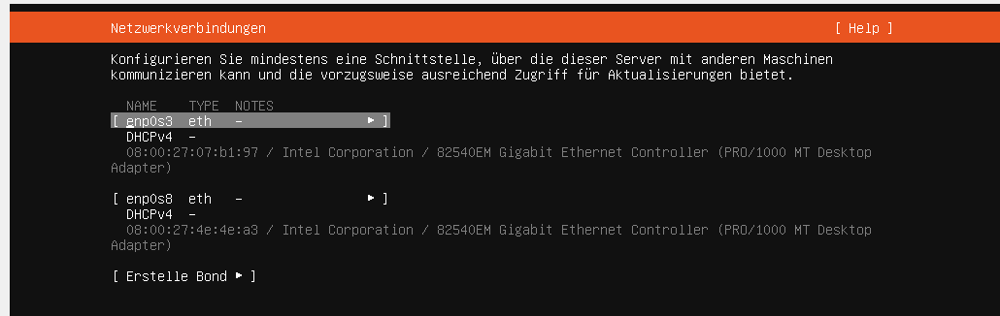 Netzwerkverbindungen [ Help ]
Konfigurieren Sie mindestens eine Schnittstelle, über die dieser Server mit anderen Maschinen
kommunizieren kann und die vorzugsweise ausreichend Zugriff für Aktualisierungen bietet.
NAME TYPE NOTES
[ enp0s3 eth - ▸ ]
DHCPv4 -
08:00:27:07:b1:97 / Intel Corporation / 82540EM Gigabit Ethernet Controller (PRO/1000 MT Desktop
Adapter)
[ enp0s8 eth - ▸ ]
DHCPv4 -
08:00:27:4e:4e:a3 / Intel Corporation / 82540EM Gigabit Ethernet Controller (PRO/1000 MT Desktop
Adapter)
[ Erstelle Bond ▸ ]